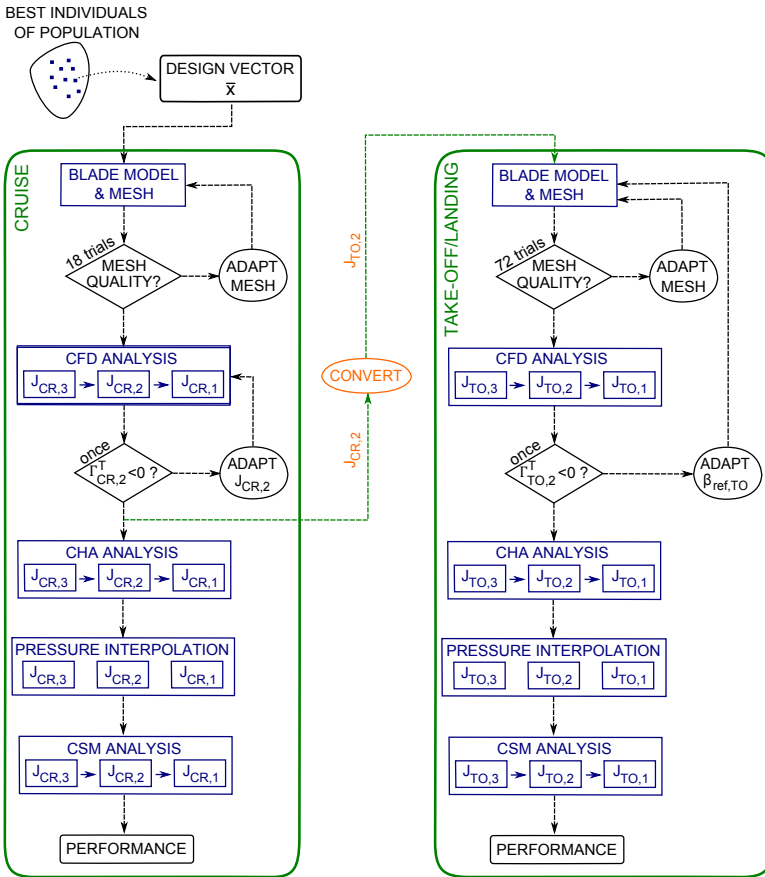 BEST INDIVIDUALS
OF POPULATION
DESIGN VECTOR
x̅
CRUISE
BLADE MODEL
& MESH
18 trials
MESH
QUALITY?
ADAPT
MESH
CFD ANALYSIS
J_CR,3 J_CR,2 J_CR,1
once
Γ^T_CR,2 <0 ?
ADAPT
J_CR,2
CHA ANALYSIS
J_CR,3 J_CR,2 J_CR,1
PRESSURE INTERPOLATION
J_CR,3 J_CR,2 J_CR,1
CSM ANALYSIS
J_CR,3 J_CR,2 J_CR,1
PERFORMANCE
J_TO,2
CONVERT
J_CR,2
TAKE-OFF/LANDING
BLADE MODEL
& MESH
72 trials
MESH
QUALITY?
ADAPT
MESH
CFD ANALYSIS
J_TO,3 J_TO,2 J_TO,1
once
Γ^T_TO,2 <0 ?
ADAPT
β_ref,TO
CHA ANALYSIS
J_TO,3 J_TO,2 J_TO,1
PRESSURE INTERPOLATION
J_TO,3 J_TO,2 J_TO,1
CSM ANALYSIS
J_TO,3 J_TO,2 J_TO,1
PERFORMANCE